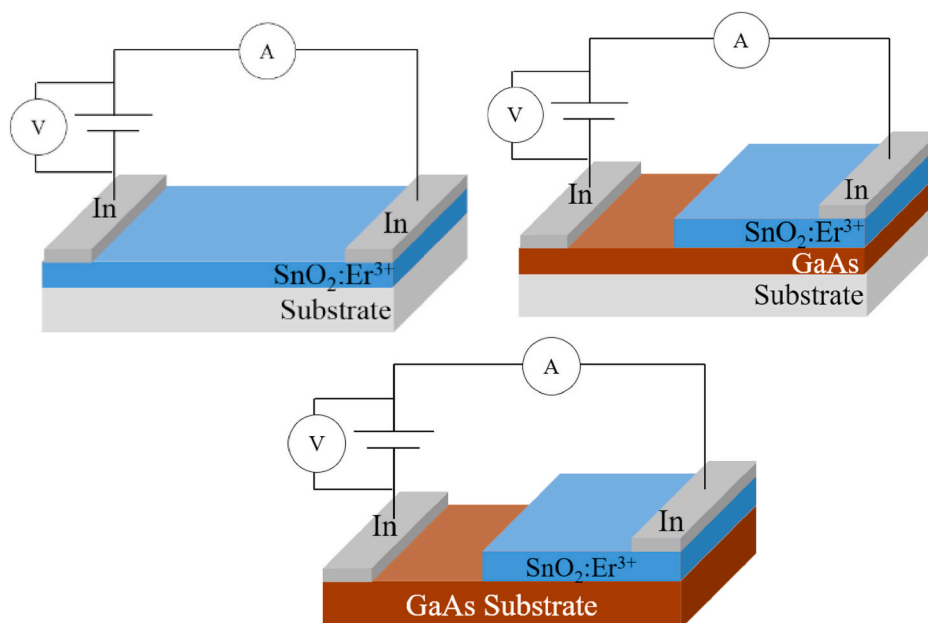 A
V
In
In
SnO₂:Er³⁺
Substrate
A
V
In
In
SnO₂:Er³⁺
GaAs
Substrate
A
V
In
In
SnO₂:Er³⁺
GaAs Substrate